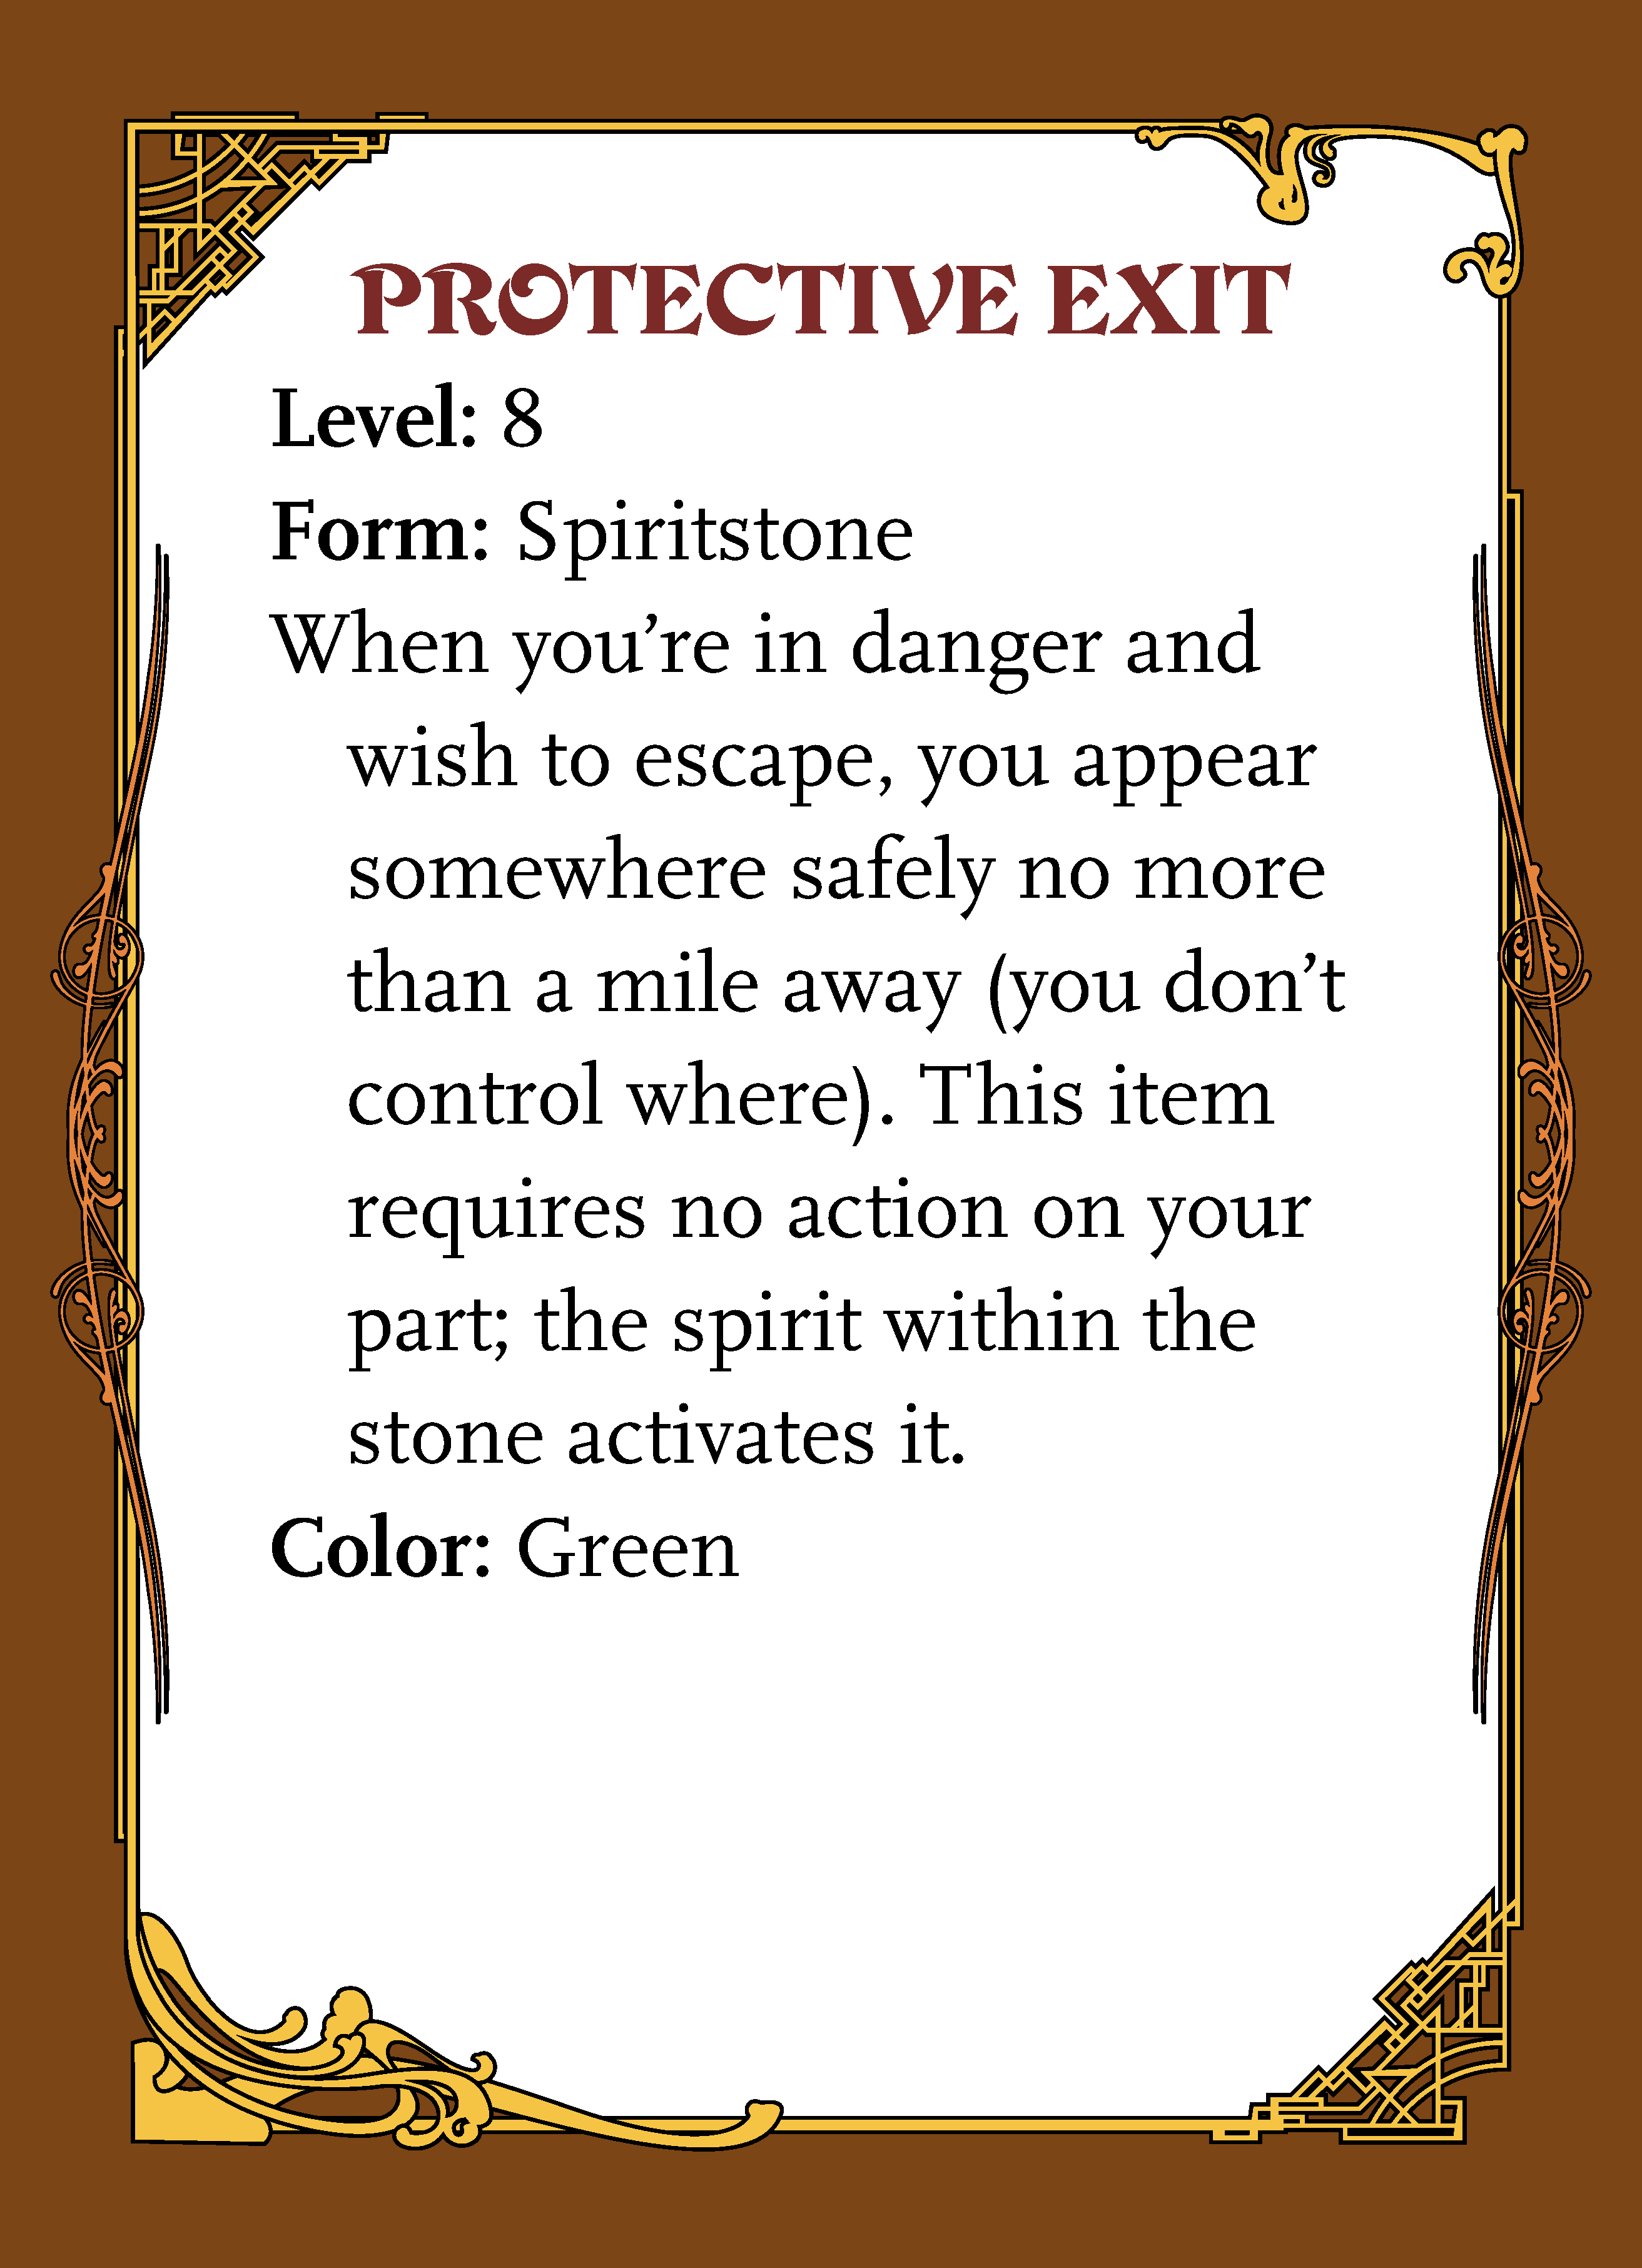 PROTECTIVE EXIT
Level: 8
Form: Spiritstone
When you’re in danger and
wish to escape, you appear
somewhere safely no more
than a mile away (you don’t
control where). This item
requires no action on your
part; the spirit within the
stone activates it.
Color: Green